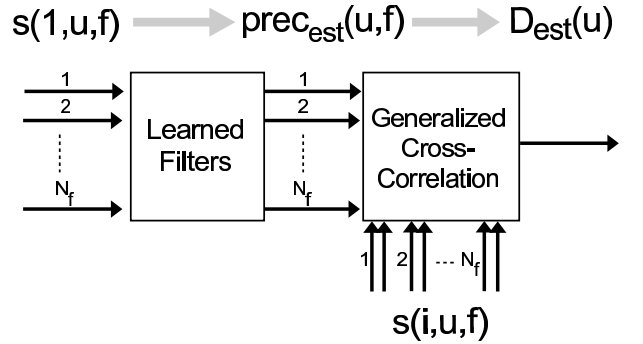 s(1,u,f) prec_est(u,f) D_est(u)
1 1
2 2
Learned
Filters
Generalized
Cross-
Correlation
N_f N_f
1 2 N_f
s(i,u,f)